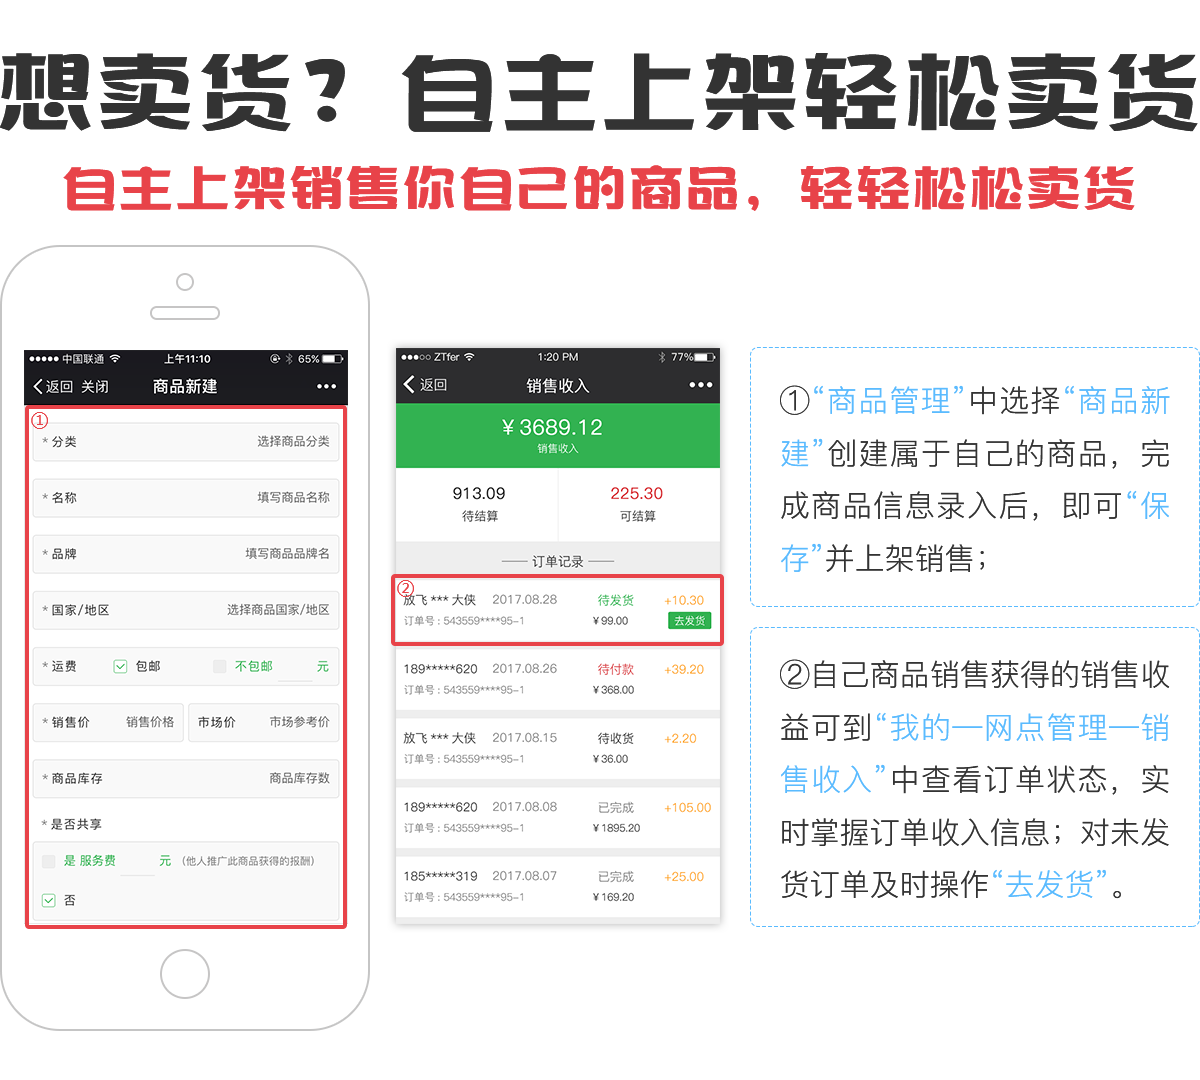 想卖货？自主上架轻松卖货
自主上架销售你自己的商品，轻轻松松卖货
中国联通 上午11:10 65%
返回 关闭 商品新建
①
* 分类 选择商品分类
* 名称 填写商品名称
* 品牌 填写商品品牌名
* 国家/地区 选择商品国家/地区
* 运费 包邮 不包邮 元
* 销售价 销售价格 市场价 市场参考价
* 商品库存 商品库存数
* 是否共享
是 服务费 元 (他人推广此商品获得的报酬)
否
ZTfer 1:20 PM 77%
返回 销售收入
¥ 3689.12
销售收入
913.09 225.30
待结算 可结算
订单记录
②
放飞 *** 大侠 2017.08.28 待发货 +10.30
订单号：543559****95-1 ¥ 99.00 去发货
189*****620 2017.08.26 待付款 +39.20
订单号：543559****95-1 ¥ 368.00
放飞 *** 大侠 2017.08.15 待收货 +2.20
订单号：543559****95-1 ¥ 36.00
189*****620 2017.08.08 已完成 +105.00
订单号：543559****95-1 ¥ 1895.20
185*****319 2017.08.07 已完成 +25.00
订单号：543559****95-1 ¥ 169.20
①“商品管理”中选择“商品新
建”创建属于自己的商品，完
成商品信息录入后，即可“保
存”并上架销售；
②自己商品销售获得的销售收
益可到“我的—网点管理—销
售收入”中查看订单状态，实
时掌握订单收入信息；对未发
货订单及时操作“去发货”。